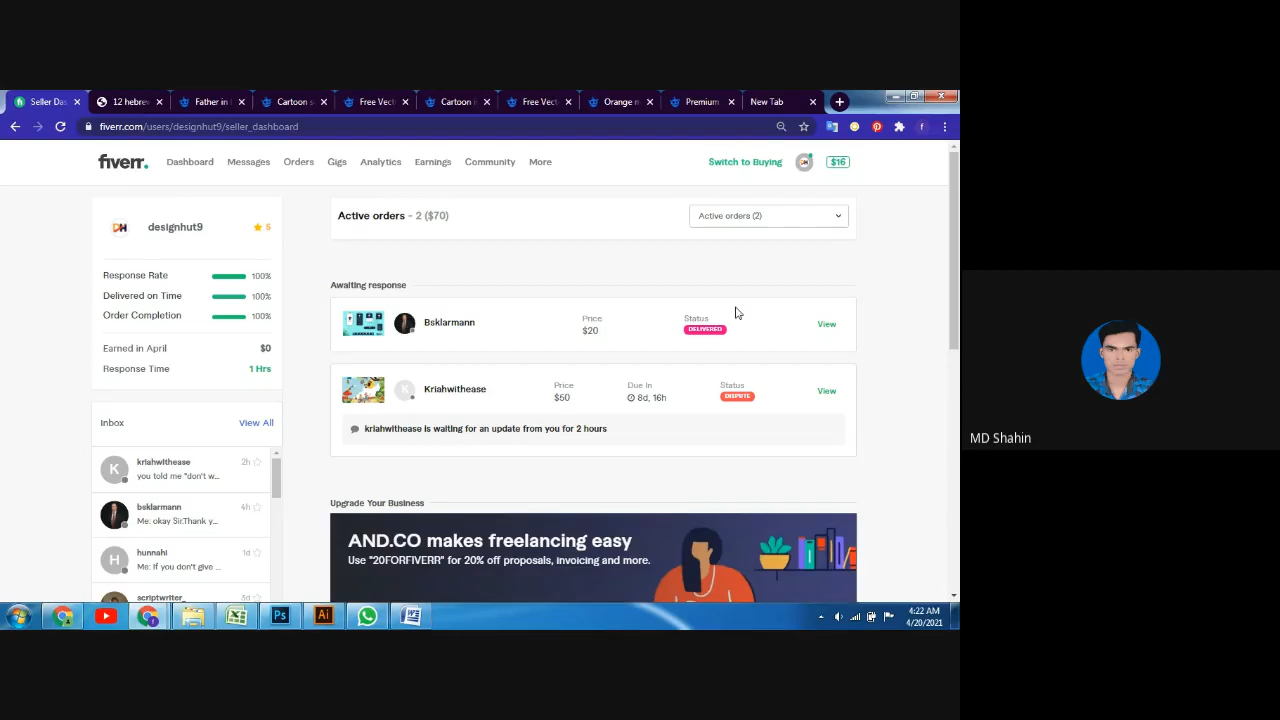 Seller Das
12 hebrew
Father in l
Cartoon s
Free Vect
Cartoon
Free Vect
Orange m
Premium
New Tab
fiverr.com/users/designhut9/seller_dashboard
fiverr.
Dashboard
Messages
Orders
Gigs
Analytics
Earnings
Community
More
Switch to Buying
DH
$16
DH
designhut9
5
Response Rate
100%
Delivered on Time
100%
Order Completion
100%
Earned in April
$0
Response Time
1 Hrs
Active orders - 2 ($70)
Active orders (2)
Awaiting response
Bsklarmann
Price
$20
Status
DELIVERED
View
K
Kriahwithease
Price
$50
Due In
8d, 16h
Status
DISPUTE
View
kriahwithease is waiting for an update from you for 2 hours
Inbox
View All
K
kriahwithease
2h
you told me "don't w...
bsklarmann
4h
Me: okay Sir.Thank y...
H
hunnahi
1d
Me: If you don't give ...
scriptwriter_
5d
Upgrade Your Business
AND.CO makes freelancing easy
Use "20FORFIVERR" for 20% off proposals, invoicing and more.
Ps
Ai
4:22 AM
4/20/2021
MD Shahin